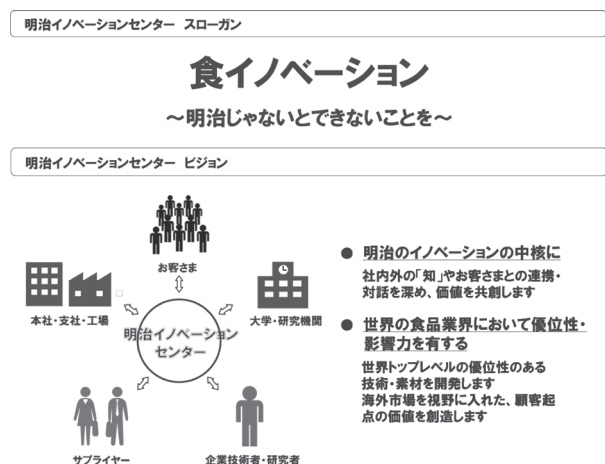 明治イノベーションセンター スローガン
食イノベーション
～明治じゃないとできないことを～
明治イノベーションセンター ビジョン
お客さま
本社・支社・工場
大学・研究機関
明治イノベーション
センター
サプライヤー
企業技術者・研究者
● 明治のイノベーションの中核に
社内外の「知」やお客さまとの連携・
対話を深め、価値を共創します
● 世界の食品業界において優位性・
影響力を有する
世界トップレベルの優位性のある
技術・素材を開発します
海外市場を視野に入れた、顧客起
点の価値を創造します